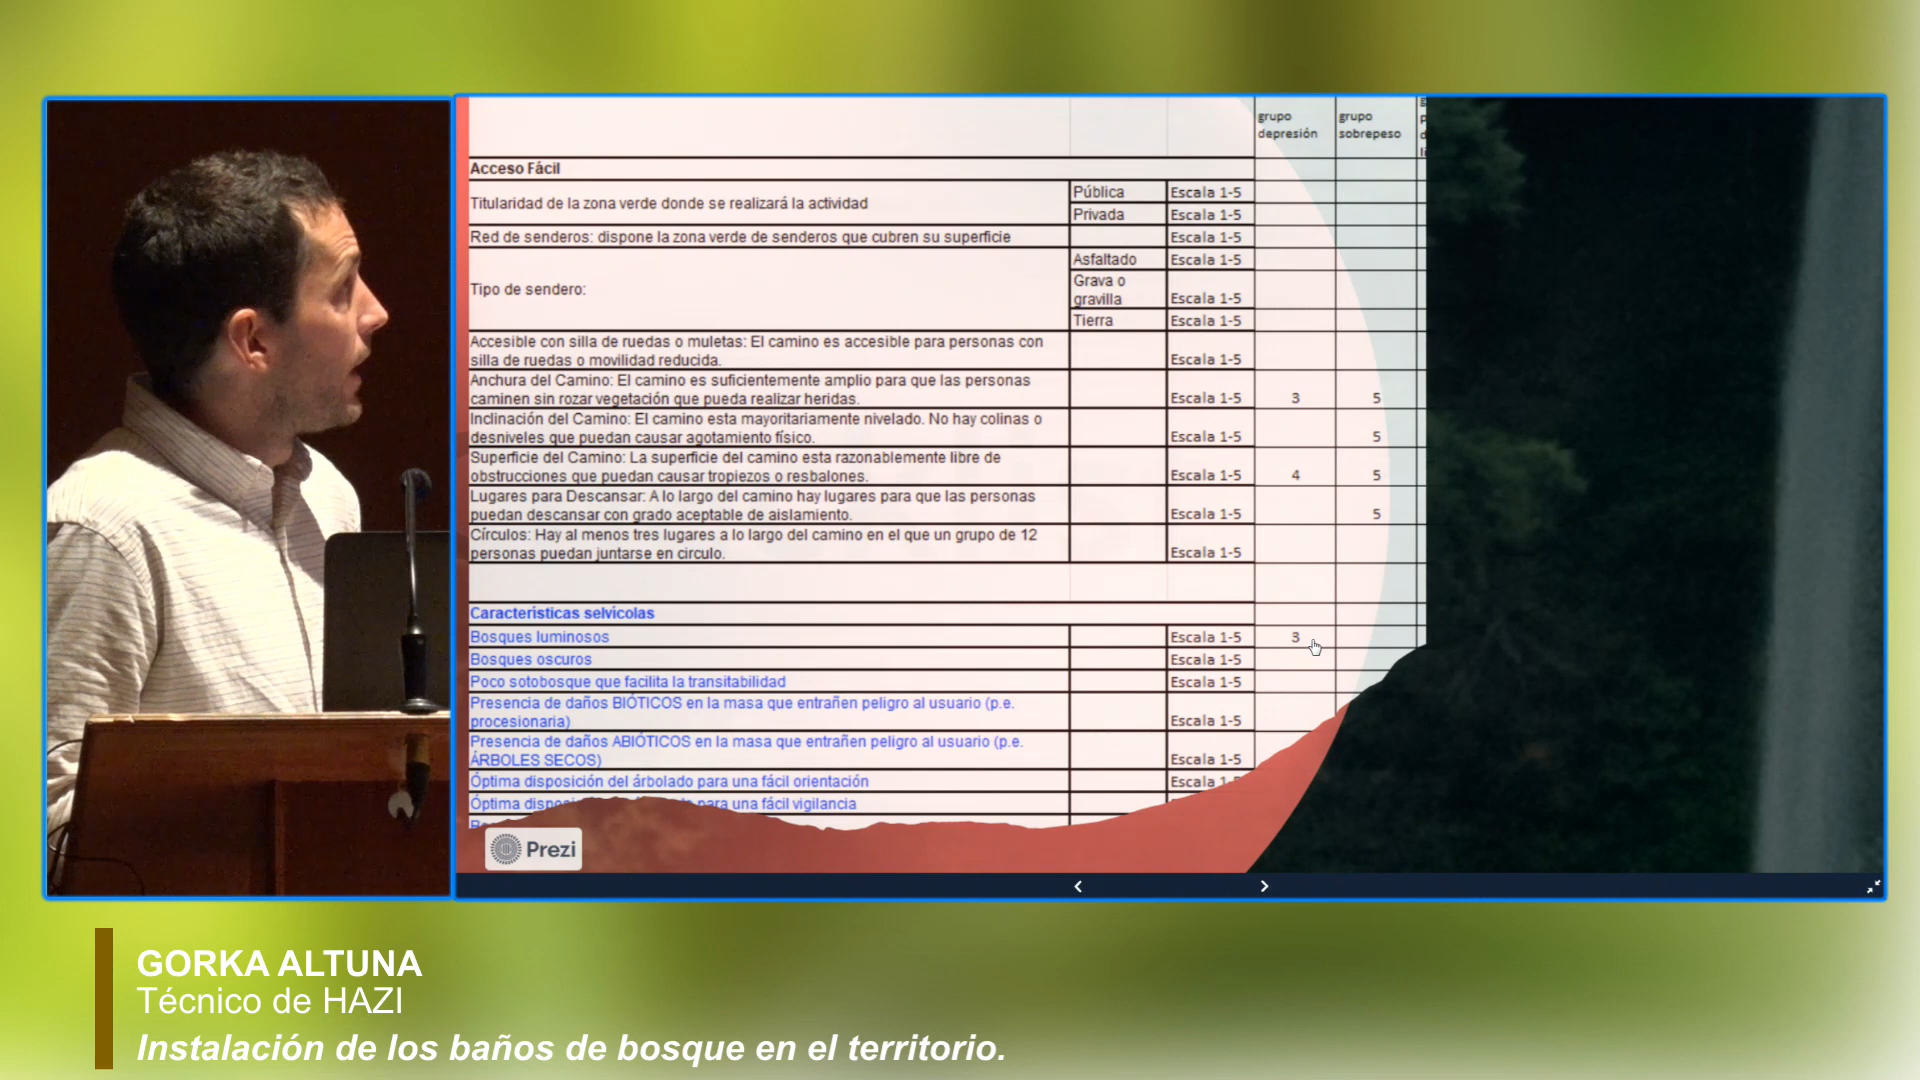 grupo depresión
grupo sobrepeso
Acceso Fácil
Titularidad de la zona verde donde se realizará la actividad
Pública
Escala 1-5
Privada
Escala 1-5
Red de senderos: dispone la zona verde de senderos que cubren su superficie
Escala 1-5
Tipo de sendero:
Asfaltado
Escala 1-5
Grava o
gravilla
Escala 1-5
Tierra
Escala 1-5
Accesible con silla de ruedas o muletas: El camino es accesible para personas con
silla de ruedas o movilidad reducida.
Escala 1-5
Anchura del Camino: El camino es suficientemente amplio para que las personas
caminen sin rozar vegetación que pueda realizar heridas.
Escala 1-5
3
5
Inclinación del Camino: El camino esta mayoritariamente nivelado. No hay colinas o
desniveles que puedan causar agotamiento físico.
Escala 1-5
5
Superficie del Camino: La superficie del camino esta razonablemente libre de
obstrucciones que puedan causar tropiezos o resbalones.
Escala 1-5
4
5
Lugares para Descansar: A lo largo del camino hay lugares para que las personas
puedan descansar con grado aceptable de aislamiento.
Escala 1-5
5
Círculos: Hay al menos tres lugares a lo largo del camino en el que un grupo de 12
personas puedan juntarse en circulo.
Escala 1-5
Características selvícolas
Bosques luminosos
Escala 1-5
3
Bosques oscuros
Escala 1-5
Poco sotobosque que facilita la transitabilidad
Escala 1-5
Presencia de daños BIÓTICOS en la masa que entrañen peligro al usuario (p.e.
procesionaria)
Escala 1-5
Presencia de daños ABIÓTICOS en la masa que entrañen peligro al usuario (p.e.
ÁRBOLES SECOS)
Escala 1-5
Óptima disposición del árbolado para una fácil orientación
Escala 1-5
Óptima para una fácil vigilancia
Prezi
GORKA ALTUNA
Técnico de HAZI
Instalación de los baños de bosque en el territorio.